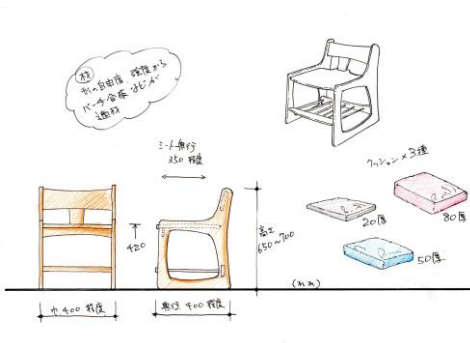 材
形の自由度、強度から
バーチ合板などが
適材
シート奥行
350 程度
クッション×3種
20厚
80厚
50厚
420
高さ
650~700
(mm)
巾 400 程度
奥行 400 程度